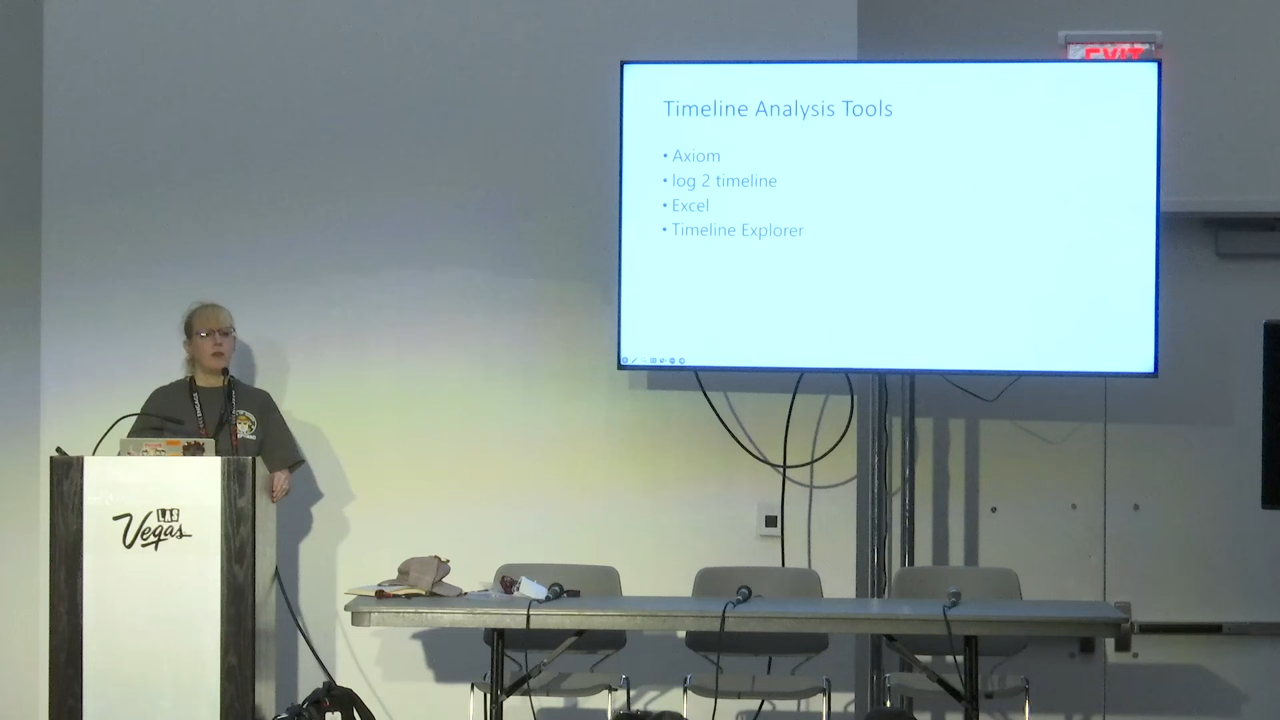 EXIT
Timeline Analysis Tools
• Axiom
• log 2 timeline
• Excel
• Timeline Explorer
LAS
Vegas